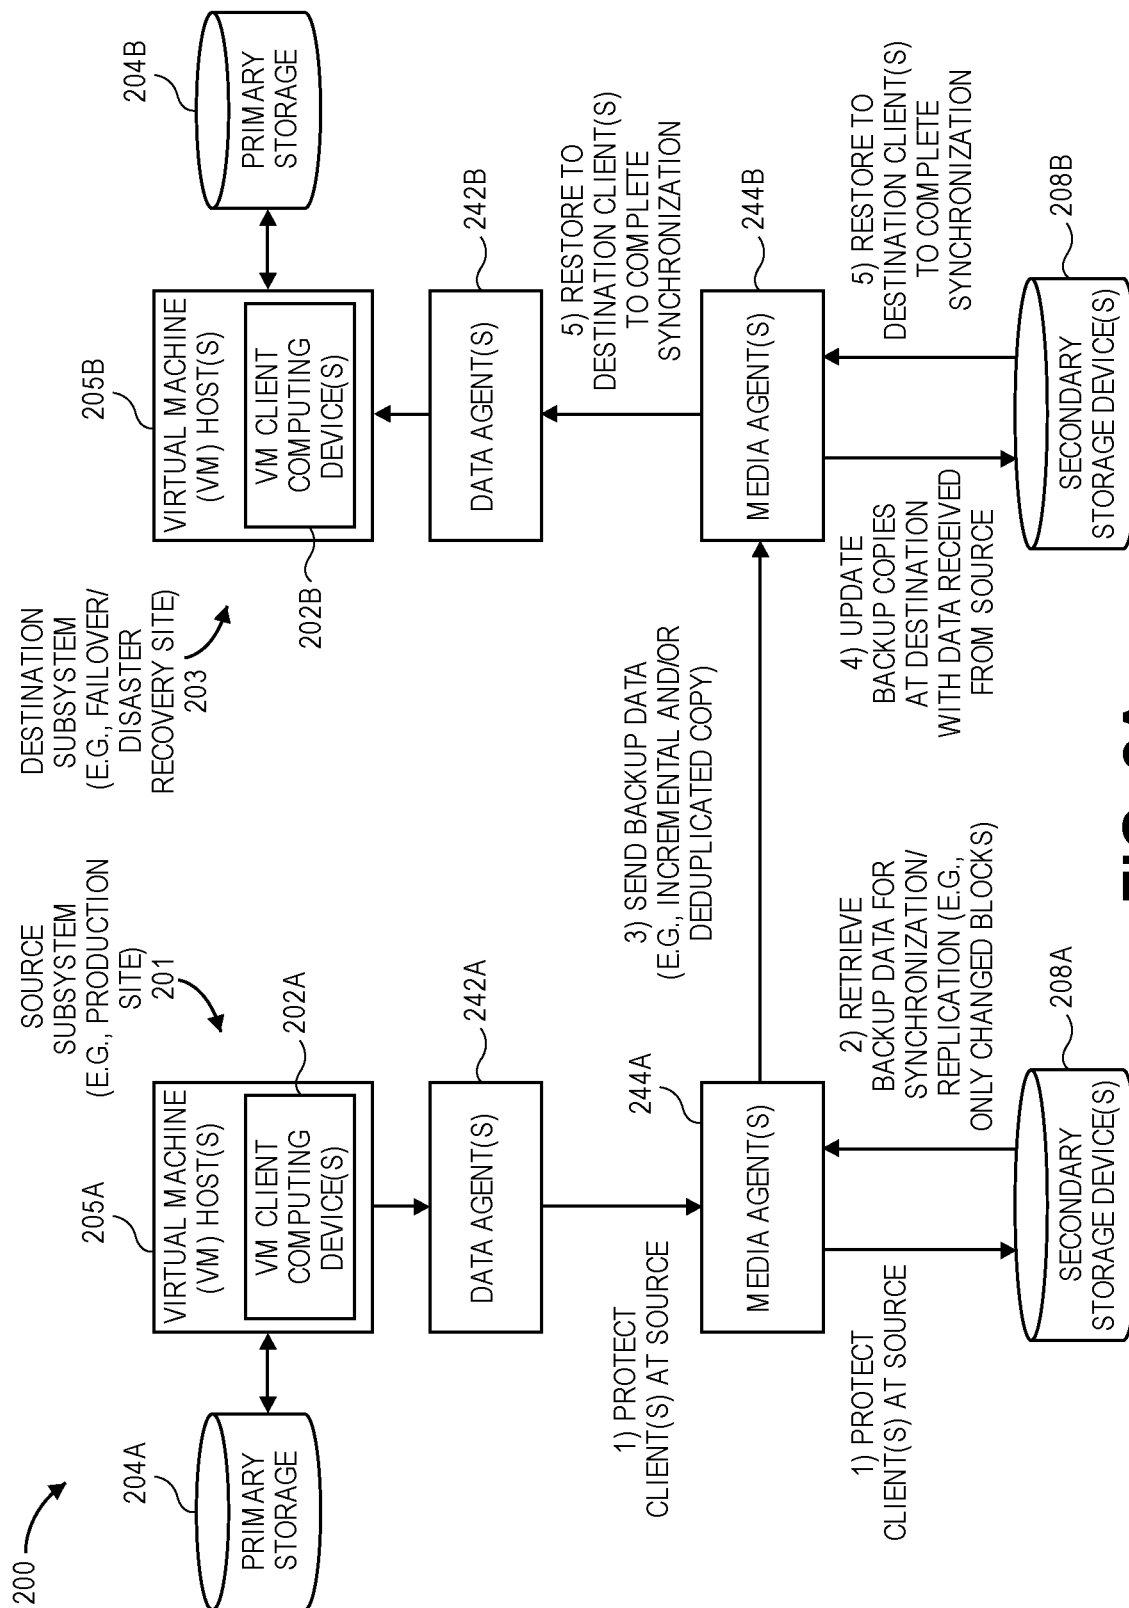 200
SOURCE
SUBSYSTEM
(E.G., PRODUCTION
SITE)
201
DESTINATION
SUBSYSTEM
(E.G., FAILOVER/
DISASTER
RECOVERY SITE)
203
204A
PRIMARY
STORAGE
205A
VIRTUAL MACHINE
(VM) HOST(S)
VM CLIENT
COMPUTING
DEVICE(S)
202A
205B
VIRTUAL MACHINE
(VM) HOST(S)
VM CLIENT
COMPUTING
DEVICE(S)
202B
204B
PRIMARY
STORAGE
DATA AGENT(S)
242A
DATA AGENT(S)
242B
1) PROTECT
CLIENT(S) AT SOURCE
5) RESTORE TO
DESTINATION CLIENT(S)
TO COMPLETE
SYNCHRONIZATION
244A
MEDIA AGENT(S)
3) SEND BACKUP DATA
(E.G., INCREMENTAL AND/OR
DEDUPLICATED COPY)
MEDIA AGENT(S)
244B
1) PROTECT
CLIENT(S) AT SOURCE
2) RETRIEVE
BACKUP DATA FOR
SYNCHRONIZATION/
REPLICATION (E.G.,
ONLY CHANGED BLOCKS)
4) UPDATE
BACKUP COPIES
AT DESTINATION
WITH DATA RECEIVED
FROM SOURCE
5) RESTORE TO
DESTINATION CLIENT(S)
TO COMPLETE
SYNCHRONIZATION
SECONDARY
STORAGE DEVICE(S)
208A
SECONDARY
STORAGE DEVICE(S)
208B